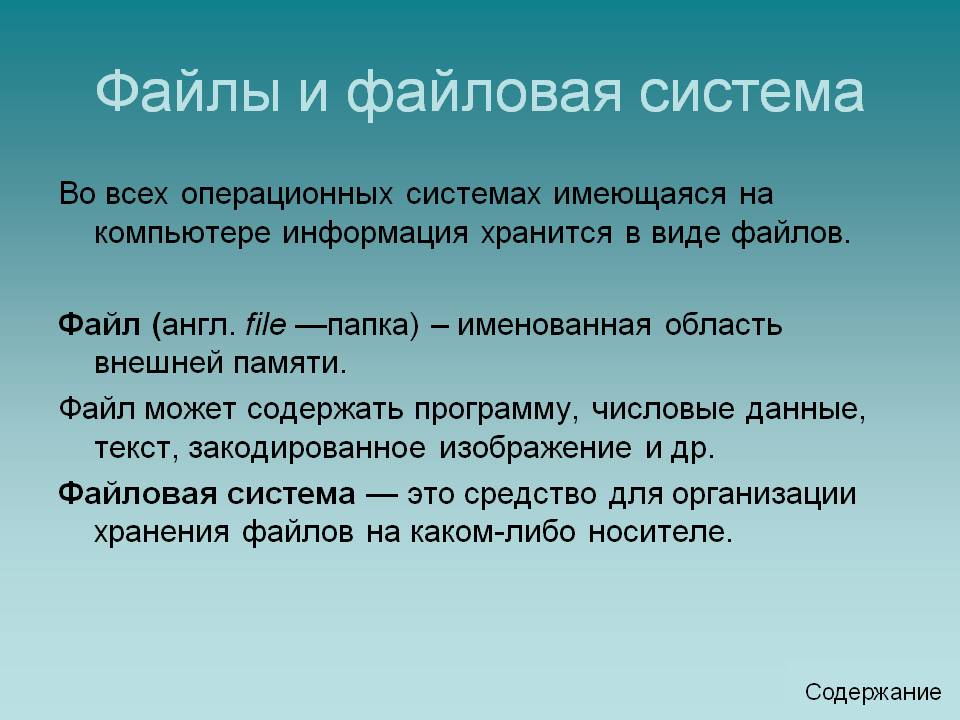 Файлы и файловая система
Во всех операционных системах имеющаяся на
компьютере информация хранится в виде файлов.
Файл (англ. file —папка) – именованная область
внешней памяти.
Файл может содержать программу, числовые данные,
текст, закодированное изображение и др.
Файловая система — это средство для организации
хранения файлов на каком-либо носителе.
Содержание